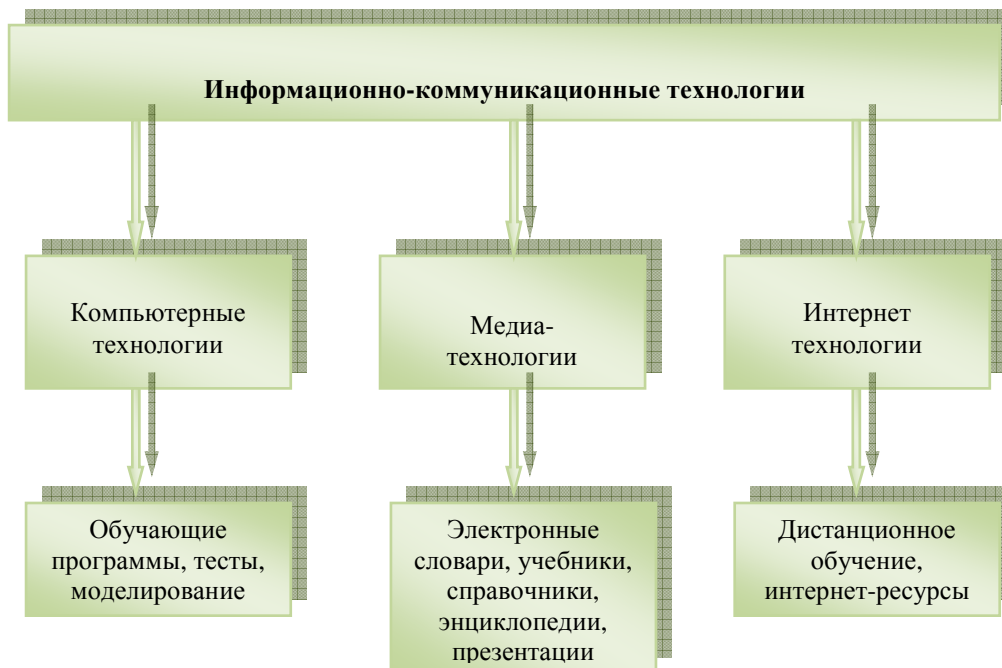 Информационно-коммуникационные технологии
Компьютерные
технологии
Медиа-
технологии
Интернет
технологии
Обучающие
программы, тесты,
моделирование
Электронные
словари, учебники,
справочники,
энциклопедии,
презентации
Дистанционное
обучение,
интернет-ресурсы